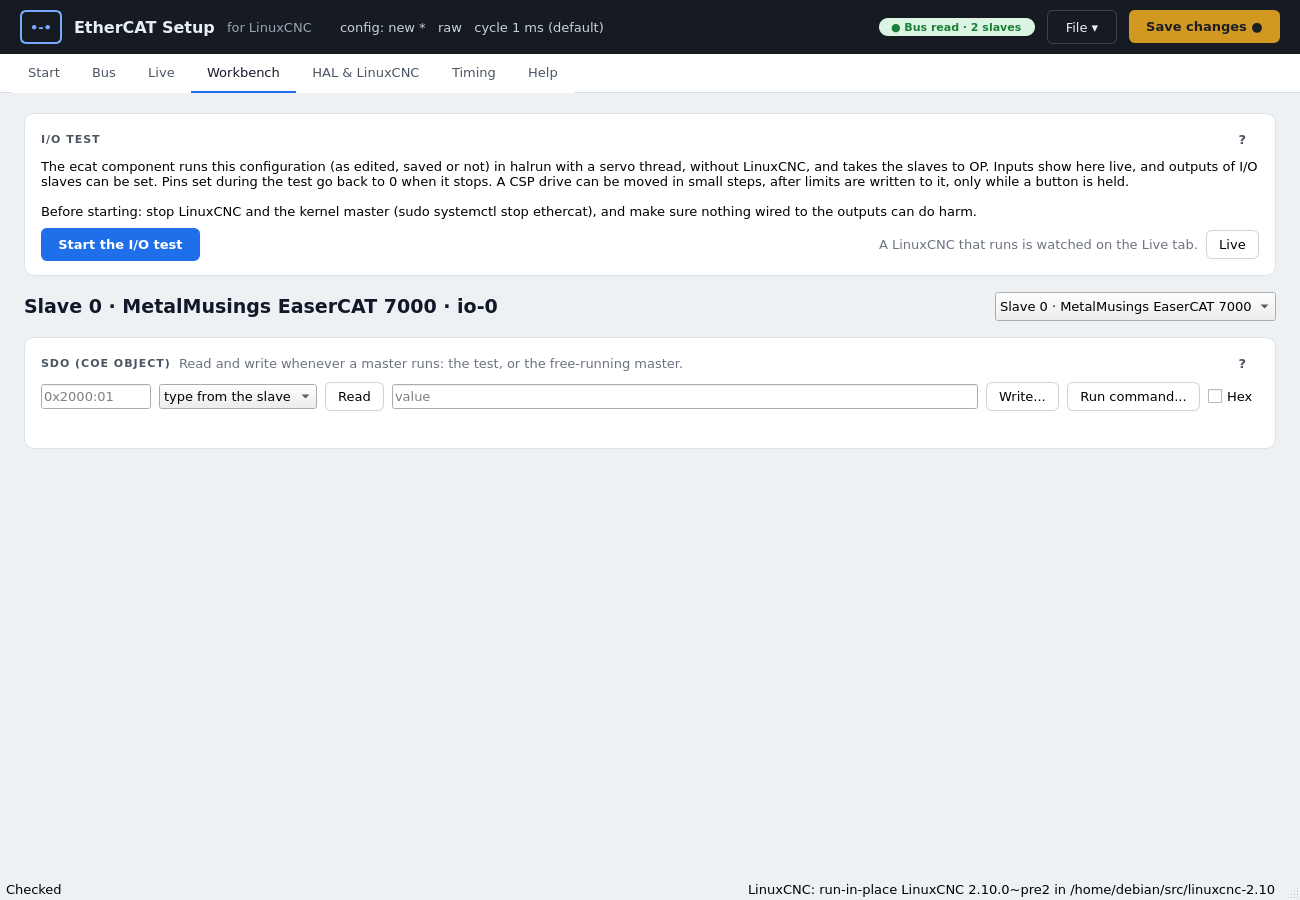 EtherCAT Setup for LinuxCNC config: new * raw cycle 1 ms (default) ● Bus read · 2 slaves File ▾ Save changes ●
Start Bus Live Workbench HAL & LinuxCNC Timing Help
I/O TEST ?
The ecat component runs this configuration (as edited, saved or not) in halrun with a servo thread, without LinuxCNC, and takes the slaves to OP. Inputs show here live, and outputs of I/O
slaves can be set. Pins set during the test go back to 0 when it stops. A CSP drive can be moved in small steps, after limits are written to it, only while a button is held.
Before starting: stop LinuxCNC and the kernel master (sudo systemctl stop ethercat), and make sure nothing wired to the outputs can do harm.
Start the I/O test A LinuxCNC that runs is watched on the Live tab. Live
Slave 0 · MetalMusings EaserCAT 7000 · io-0 Slave 0 · MetalMusings EaserCAT 7000
SDO (COE OBJECT) Read and write whenever a master runs: the test, or the free-running master. ?
0x2000:01 type from the slave Read value Write... Run command... Hex
Checked LinuxCNC: run-in-place LinuxCNC 2.10.0~pre2 in /home/debian/src/linuxcnc-2.10